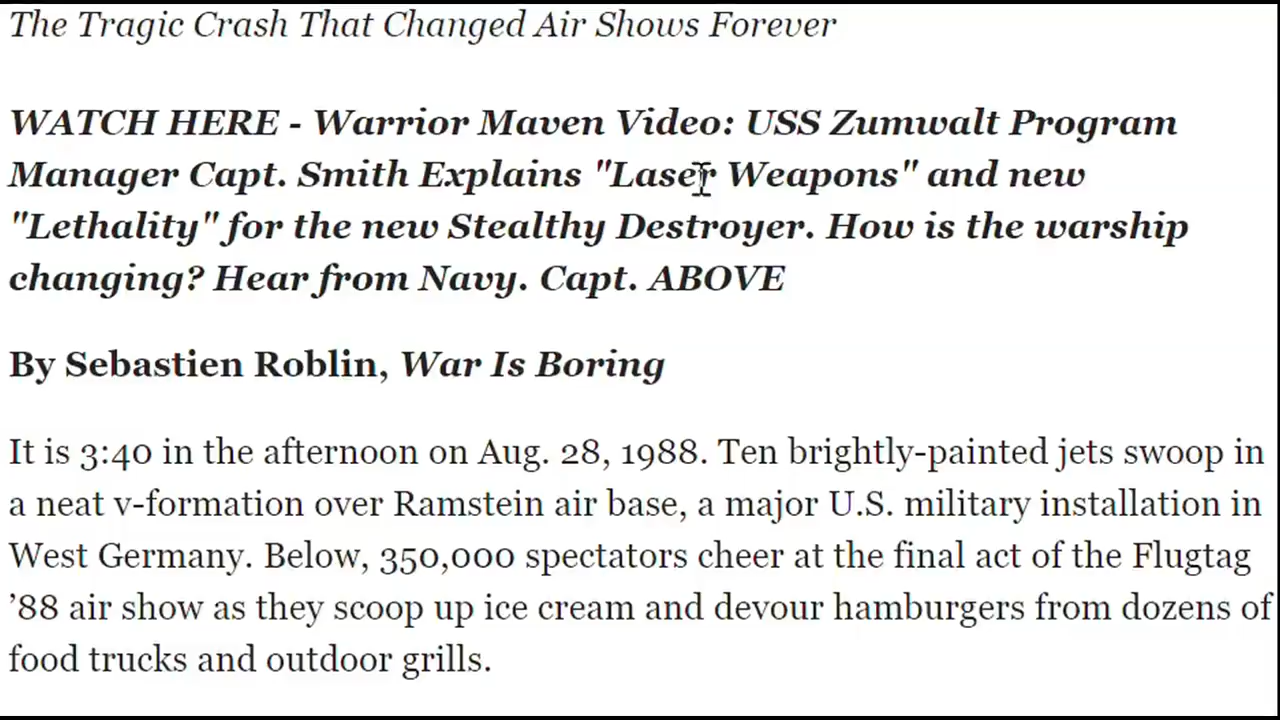 The Tragic Crash That Changed Air Shows Forever
WATCH HERE - Warrior Maven Video: USS Zumwalt Program
Manager Capt. Smith Explains "Laser Weapons" and new
"Lethality" for the new Stealthy Destroyer. How is the warship
changing? Hear from Navy. Capt. ABOVE
By Sebastien Roblin, War Is Boring
It is 3:40 in the afternoon on Aug. 28, 1988. Ten brightly-painted jets swoop in
a neat v-formation over Ramstein air base, a major U.S. military installation in
West Germany. Below, 350,000 spectators cheer at the final act of the Flugtag
’88 air show as they scoop up ice cream and devour hamburgers from dozens of
food trucks and outdoor grills.